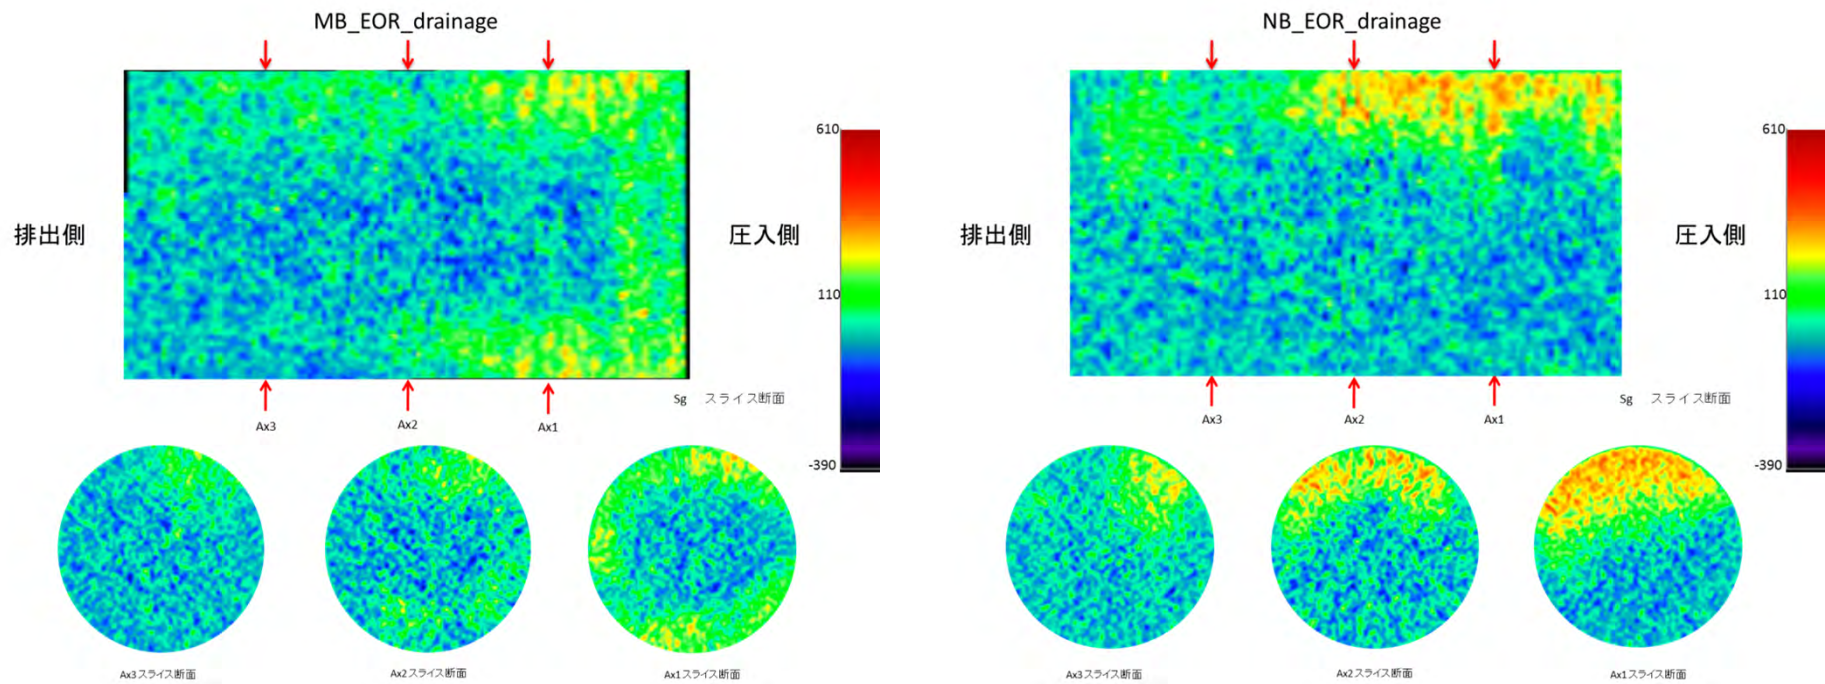 MB_EOR_drainage
610
110
-390
排出側
圧入側
Sg スライス断面
Ax3
Ax2
Ax1
Ax3スライス断面
Ax2スライス断面
Ax1スライス断面
NB_EOR_drainage
610
110
-390
排出側
圧入側
Sg スライス断面
Ax3
Ax2
Ax1
Ax3スライス断面
Ax2スライス断面
Ax1スライス断面